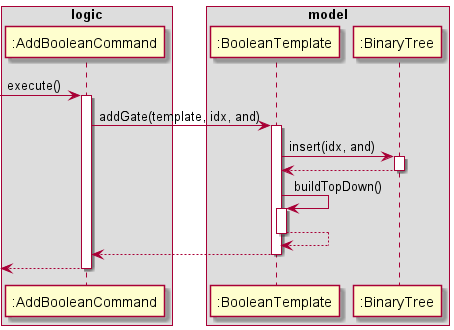 logic
model
:AddBooleanCommand
:BooleanTemplate
:BinaryTree
execute()
addGate(template, idx, and)
insert(idx, and)
buildTopDown()
:AddBooleanCommand
:BooleanTemplate
:BinaryTree